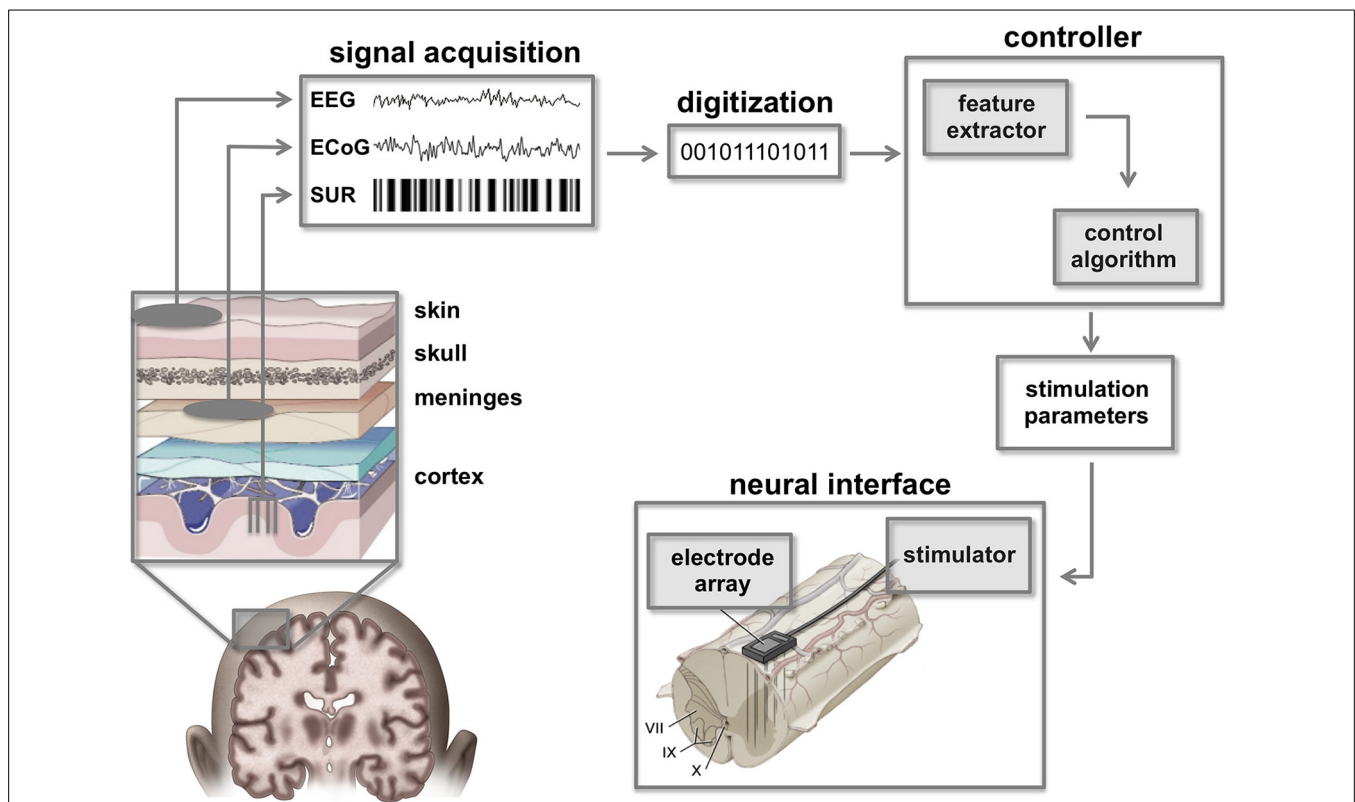 signal acquisition
EEG
ECoG
SUR
digitization
001011101011
controller
feature
extractor
control
algorithm
skin
skull
meninges
cortex
stimulation
parameters
neural interface
electrode
array
stimulator
VII
IX
X